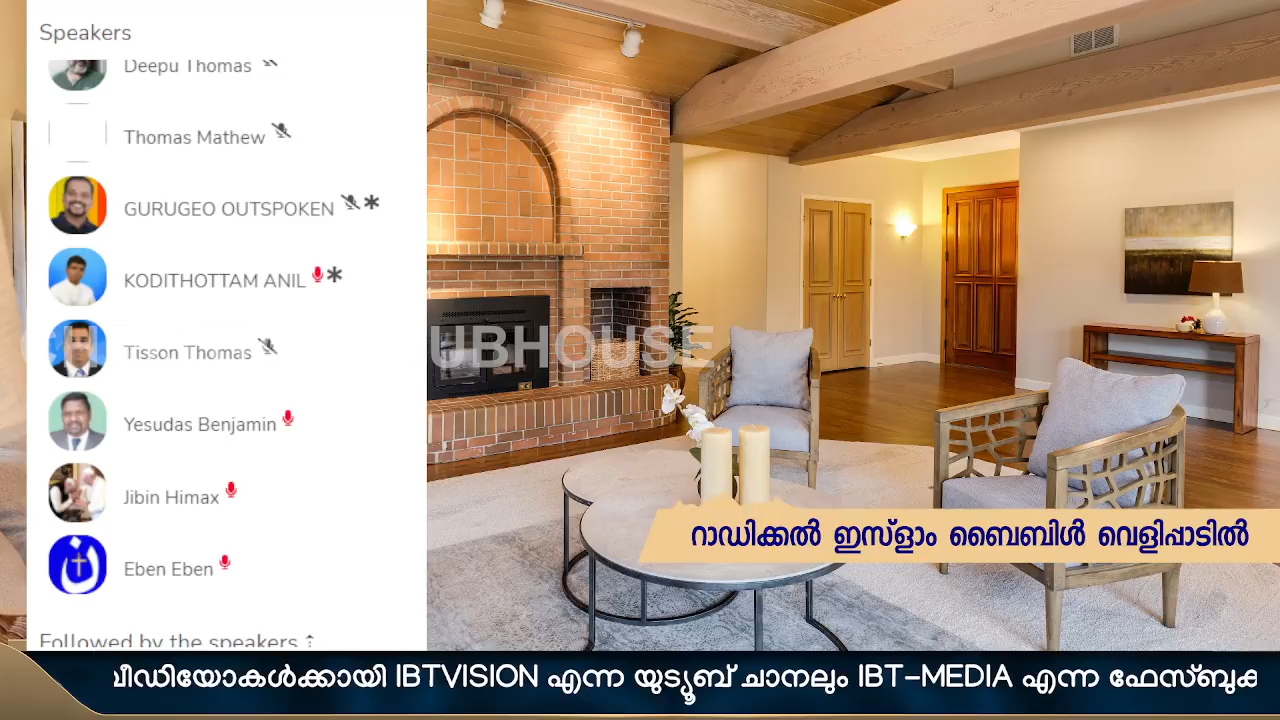 Speakers
Deepu Thomas
Thomas Mathew
GURUGEO OUTSPOKEN
KODITHOTTAM ANIL
Tisson Thomas
Yesudas Benjamin
Jibin Himax
Eben Eben
Followed by the speakers
UBHOUSE
റാഡിക്കൽ ഇസ്ളാം ബൈബിൾ വെളിപ്പാടിൽ
വീഡിയോകൾക്കായി IBTVISION എന്ന യുട്യൂബ് ചാനലും IBT-MEDIA എന്ന ഫേസ്ബുക